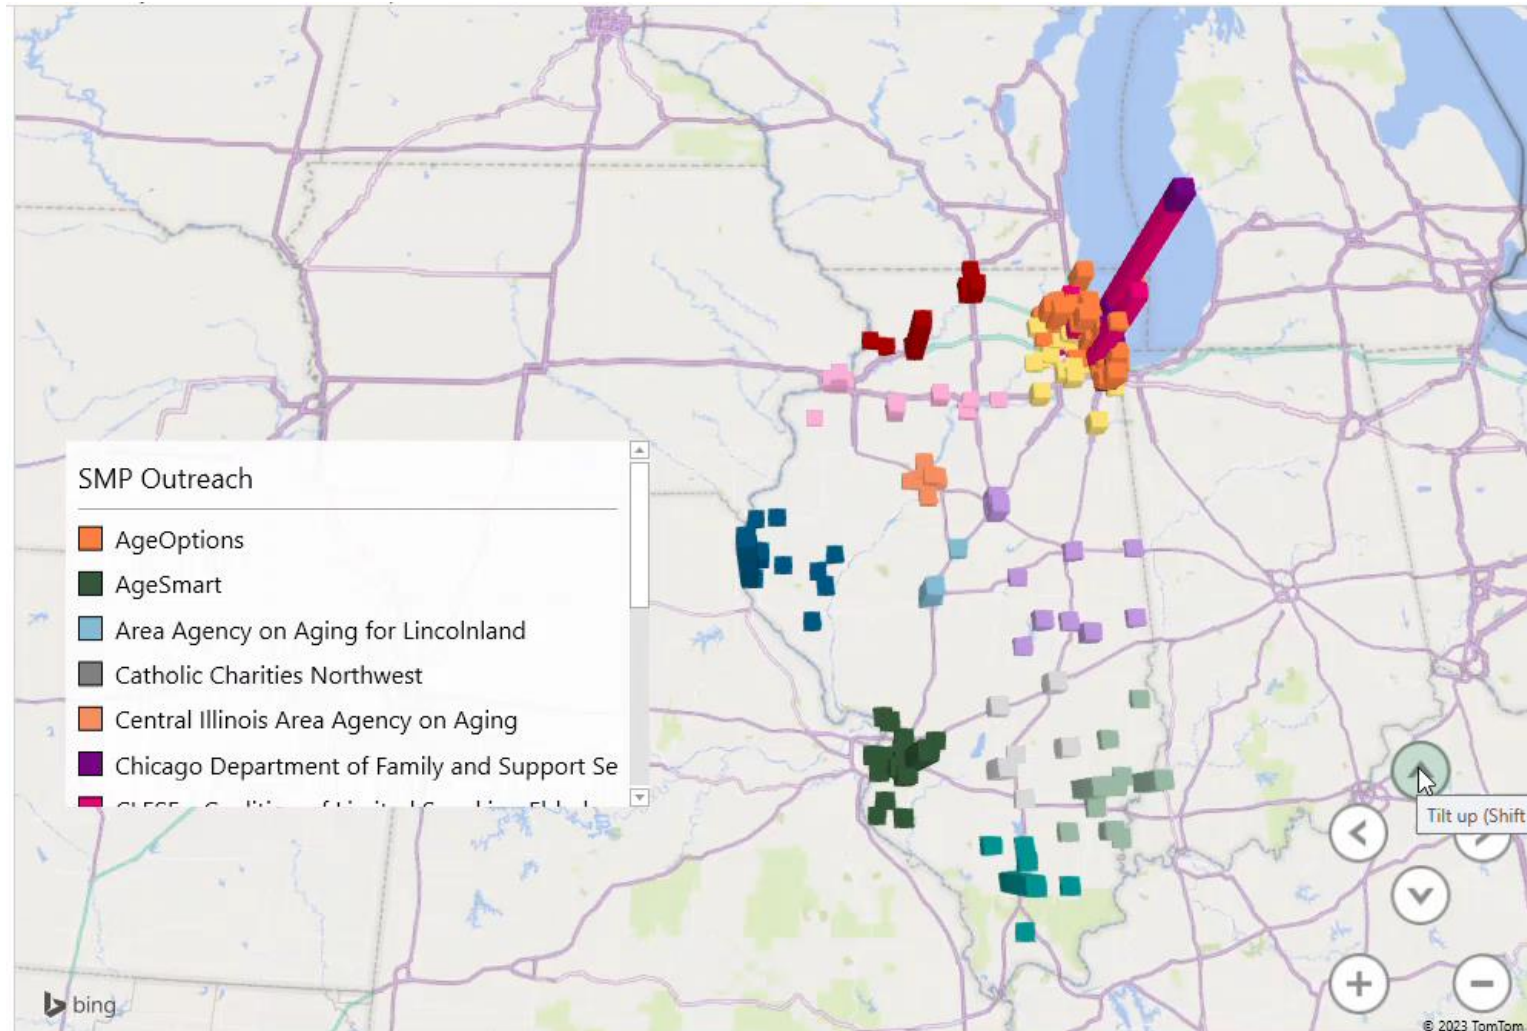 SMP Outreach
AgeOptions
AgeSmart
Area Agency on Aging for Lincolnland
Catholic Charities Northwest
Central Illinois Area Agency on Aging
Chicago Department of Family and Support Se
Tilt up (Shift
bing
© 2023 TomTom